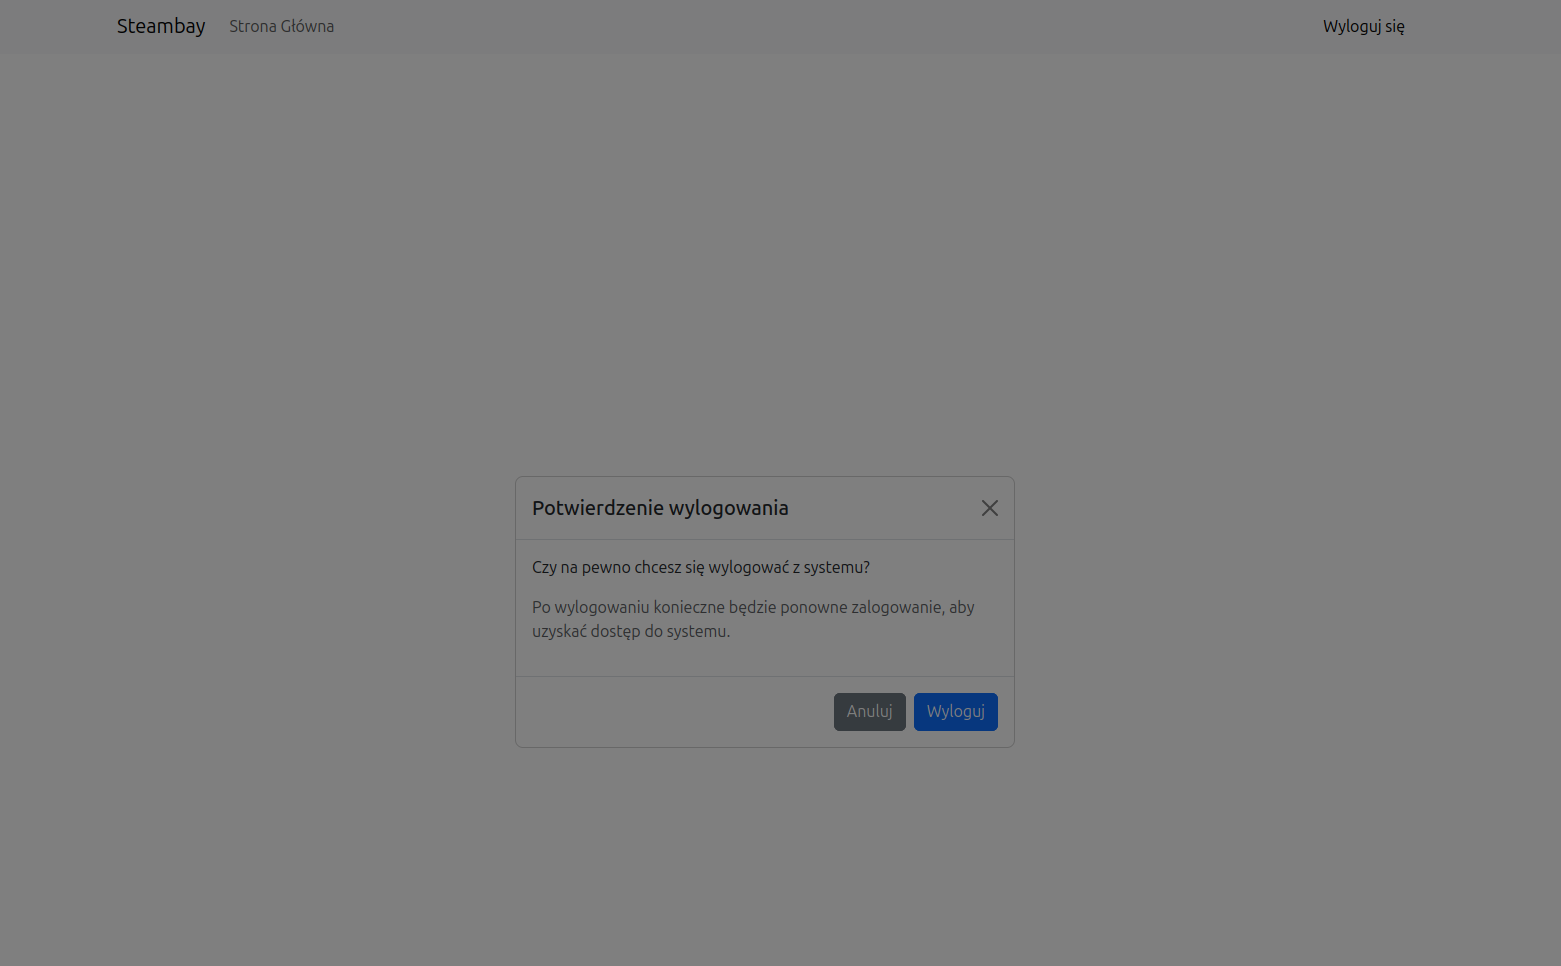 Steambay
Strona Główna
Wyloguj się
Potwierdzenie wylogowania
Czy na pewno chcesz się wylogować z systemu?
Po wylogowaniu konieczne będzie ponowne zalogowanie, aby
uzyskać dostęp do systemu.
Anuluj
Wyloguj